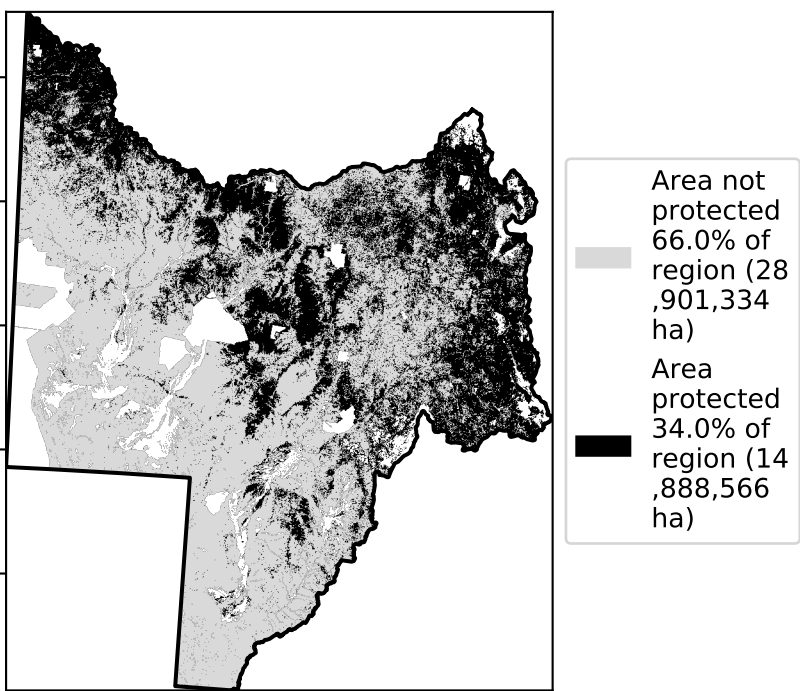 Area not
protected
66.0% of
region (28
,901,334
ha)
Area
protected
34.0% of
region (14
,888,566
ha)